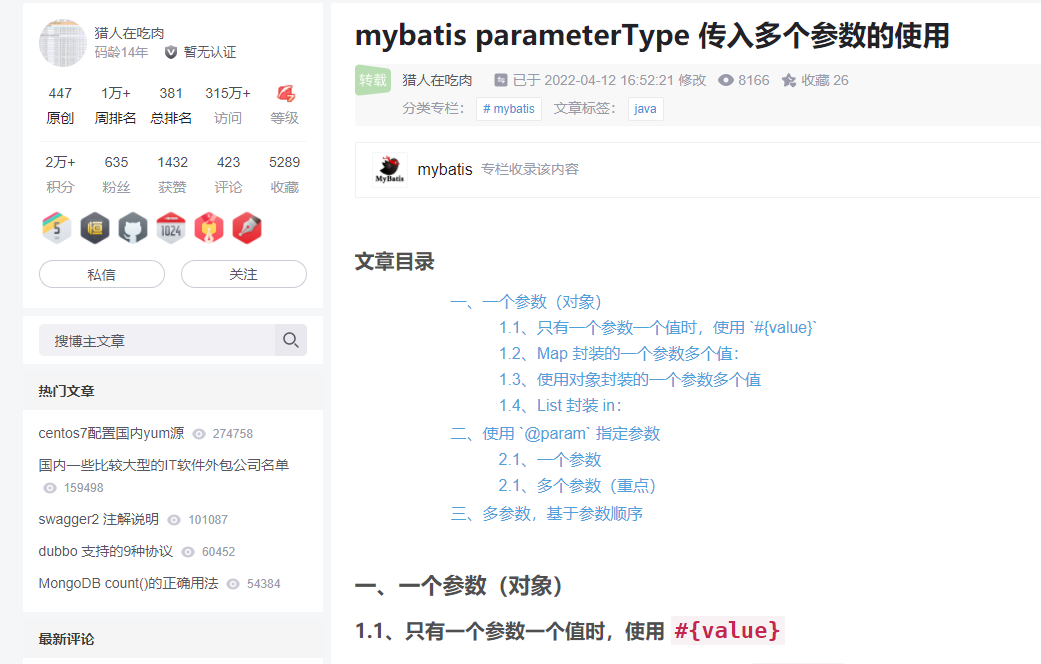 猎人在吃肉
码龄14年 暂无认证
447 1万+ 381 315万+
原创 周排名 总排名 访问 等级
2万+ 635 1432 423 5289
积分 粉丝 获赞 评论 收藏
5 1024
私信 关注
搜博主文章
热门文章
centos7配置国内yum源 274758
国内一些比较大型的IT软件外包公司名单
159498
swagger2 注解说明 101087
dubbo 支持的9种协议 60452
MongoDB count()的正确用法 54384
最新评论
mybatis parameterType 传入多个参数的使用
转载 猎人在吃肉 已于 2022-04-12 16:52:21 修改 8166 收藏 26
分类专栏： # mybatis 文章标签： java
MyBatis mybatis 专栏收录该内容
文章目录
一、一个参数（对象）
1.1、只有一个参数一个值时，使用 `#{value}`
1.2、Map 封装的一个参数多个值：
1.3、使用对象封装的一个参数多个值
1.4、List 封装 in：
二、使用 `@param` 指定参数
2.1、一个参数
2.1、多个参数（重点）
三、多参数，基于参数顺序
一、一个参数（对象）
1.1、只有一个参数一个值时，使用 #{value}